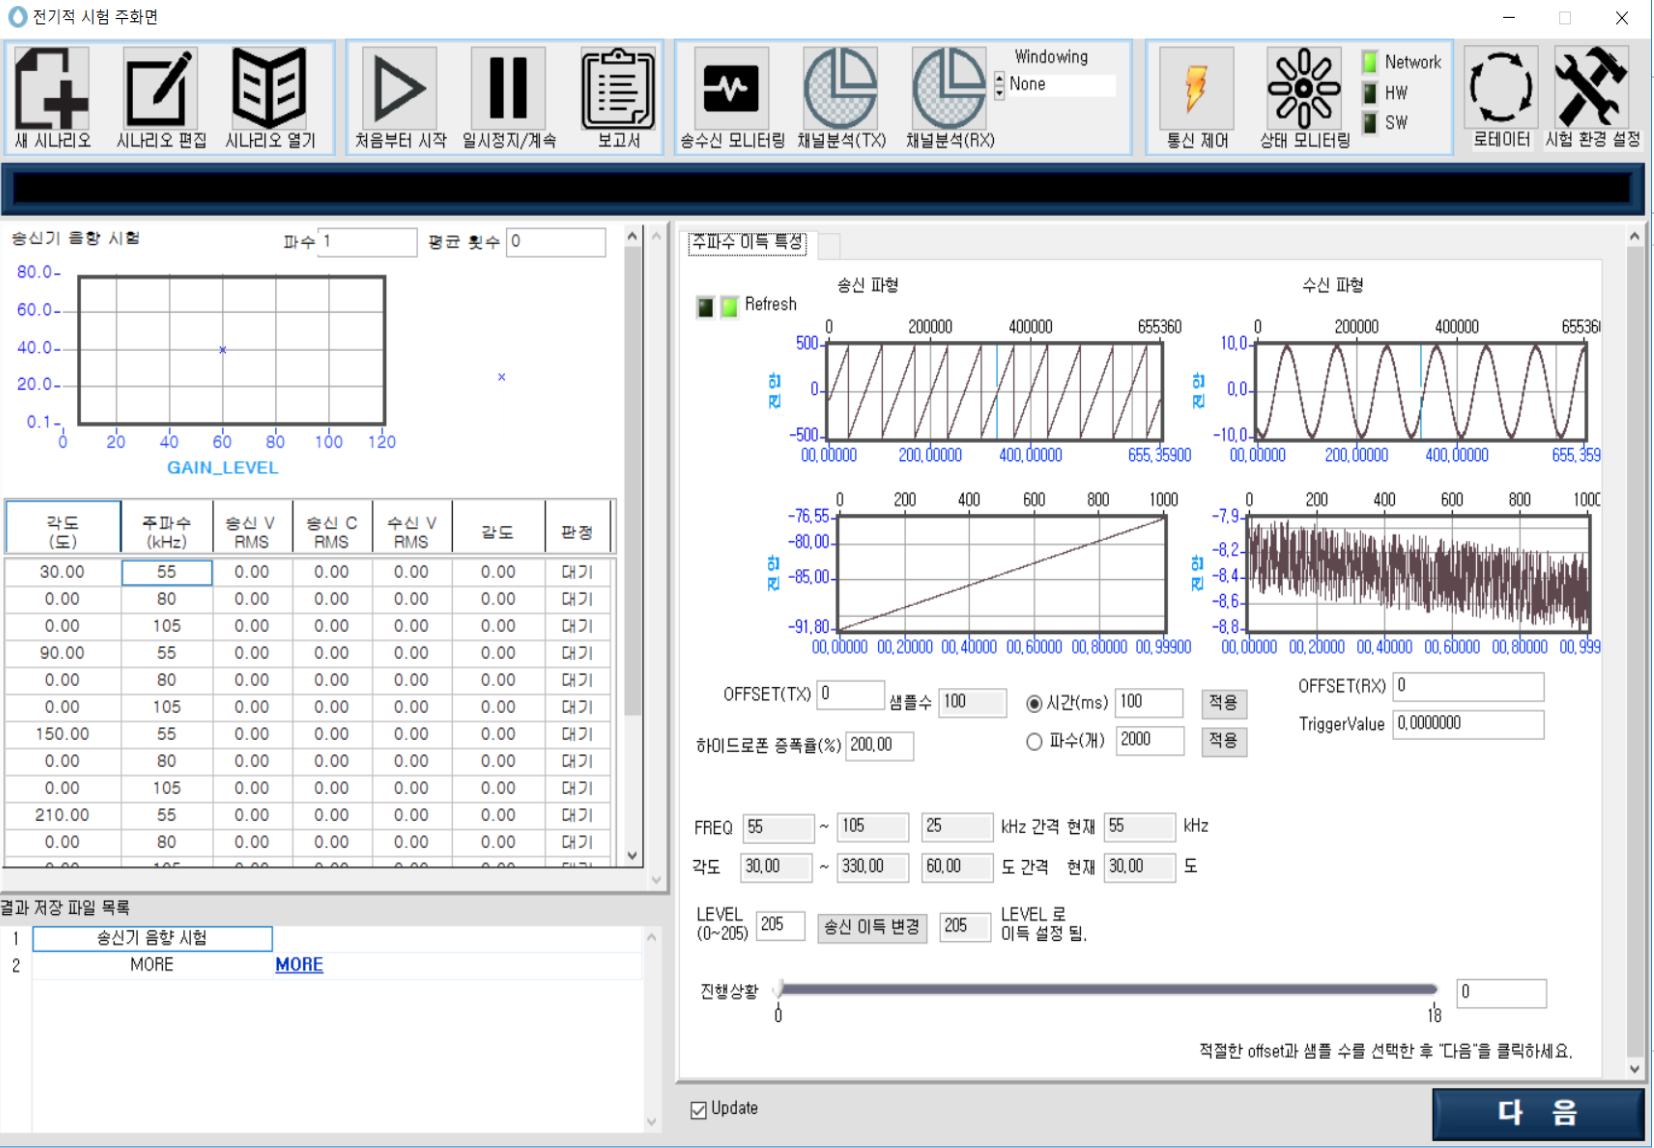 전기적 시험 주화면
새 시나리오 시나리오 편집 시나리오 열기 처음부터 시작 일시정지/계속 보고서 송수신 모니터링 채널분석(TX) 채널분석(RX) 통신 제어 상태 모니터링 로테이터 시험 환경 설정
Windowing
None
Network
HW
SW
송신기 음향 시험 파수 1 평균 횟수 0
80.0
60.0
40.0
20.0
0.1
0 20 40 60 80 100 120
GAIN_LEVEL
각도 (도) 주파수 (kHz) 송신 V RMS 송신 C RMS 수신 V RMS 감도 판정
30.00 55 0.00 0.00 0.00 0.00 대기
0.00 80 0.00 0.00 0.00 0.00 대기
0.00 105 0.00 0.00 0.00 0.00 대기
90.00 55 0.00 0.00 0.00 0.00 대기
0.00 80 0.00 0.00 0.00 0.00 대기
0.00 105 0.00 0.00 0.00 0.00 대기
150.00 55 0.00 0.00 0.00 0.00 대기
0.00 80 0.00 0.00 0.00 0.00 대기
0.00 105 0.00 0.00 0.00 0.00 대기
210.00 55 0.00 0.00 0.00 0.00 대기
0.00 80 0.00 0.00 0.00 0.00 대기
결과 저장 파일 목록
1 송신기 음향 시험
2 MORE MORE
주파수 이득 특성
Refresh
송신 파형
0 200000 400000 655360
500
0
-500
전압
00,00000 200,00000 400,00000 655,35900
수신 파형
0 200000 400000 65536
10,0
0,0
-10,0
전압
00,00000 200,00000 400,00000 655,359
0 200 400 600 800 1000
-76,55
-80,00
-85,00
-91,80
전압
00,00000 00,20000 00,40000 00,60000 00,80000 00,99900
0 200 400 600 800 1000
-7,9
-8,2
-8,4
-8,6
-8,8
전압
00,00000 00,20000 00,40000 00,60000 00,80000 00,999
OFFSET(TX) 0 샘플수 100 시간(ms) 100 적용 OFFSET(RX) 0
하이드로폰 증폭율(%) 200,00 파수(개) 2000 적용 TriggerValue 0,0000000
FREQ 55 ~ 105 25 kHz 간격 현재 55 kHz
각도 30,00 ~ 330,00 60,00 도 간격 현재 30,00 도
LEVEL (0~205) 205 송신 이득 변경 205 LEVEL 로 이득 설정 됨.
진행상황 0 18 0
적절한 offset과 샘플 수를 선택한 후 "다음"을 클릭하세요.
Update
다 음